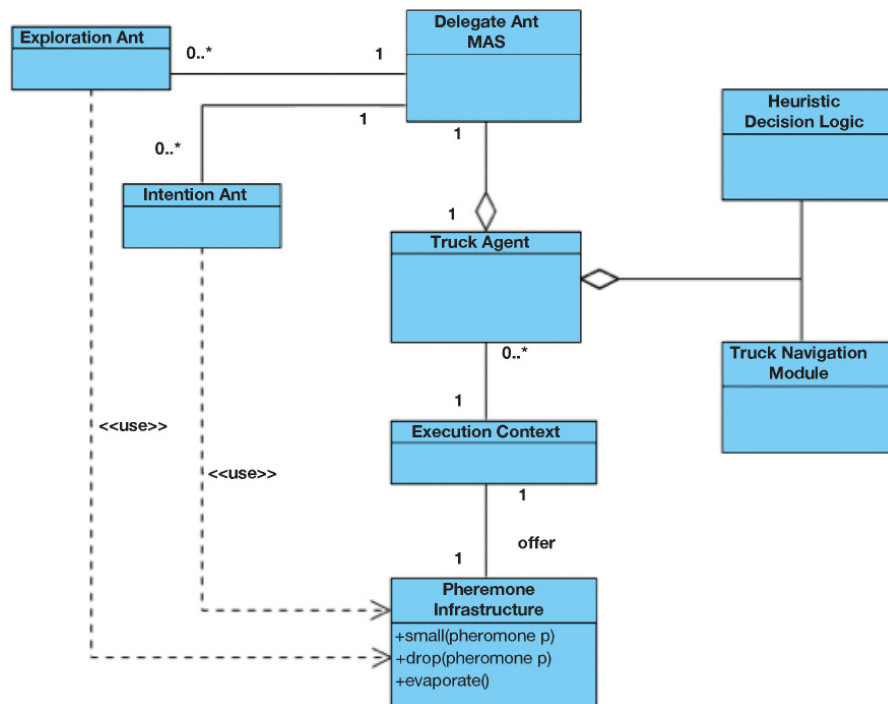 Exploration Ant
Delegate Ant
MAS
0..*
1
1
0..*
1
Heuristic
Decision Logic
Intention Ant
1
Truck Agent
0..*
Truck Navigation
Module
1
Execution Context
<<use>>
<<use>>
1
offer
1
Pheremone
Infrastructure
+small(pheromone p)
+drop(pheromone p)
+evaporate()